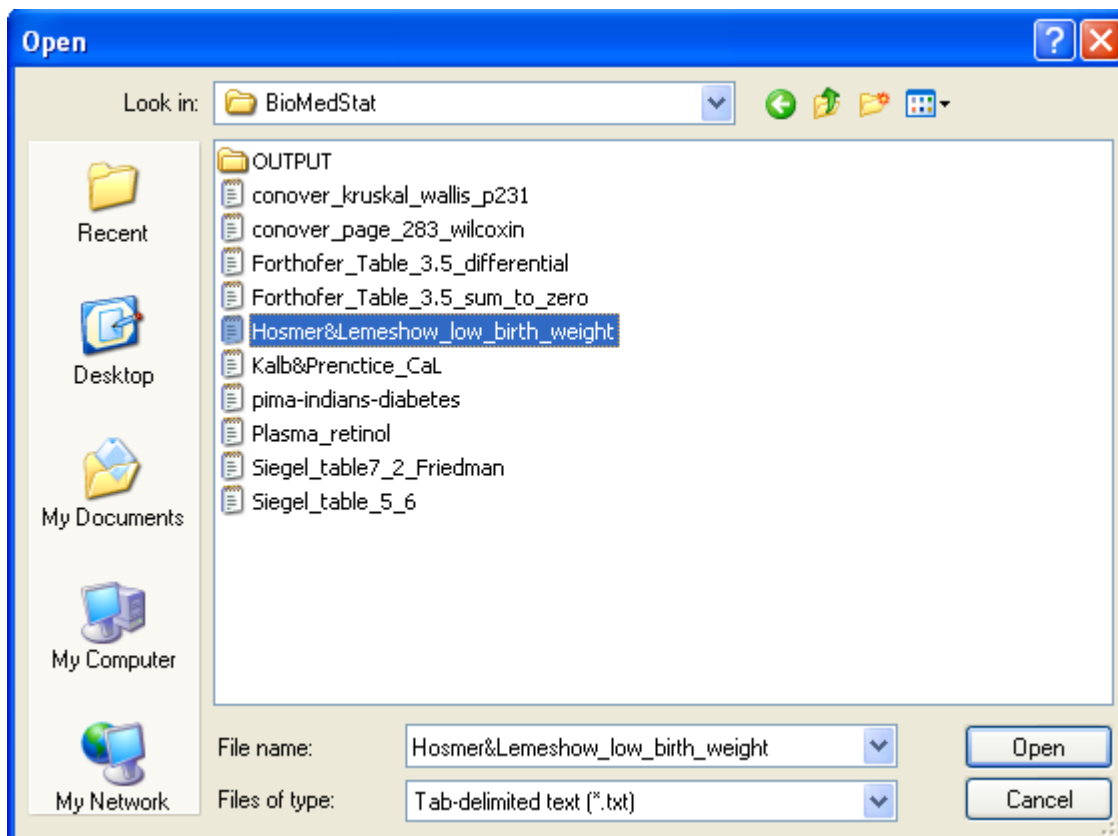 Open
Look in: BioMedStat
Recent
Desktop
My Documents
My Computer
My Network
OUTPUT
conover_kruskal_wallis_p231
conover_page_283_wilcoxin
Forthofer_Table_3.5_differential
Forthofer_Table_3.5_sum_to_zero
Hosmer&Lemeshow_low_birth_weight
Kalb&Prenctice_CaL
pima-indians-diabetes
Plasma_retinol
Siegel_table7_2_Friedman
Siegel_table_5_6
File name: Hosmer&Lemeshow_low_birth_weight Open
Files of type: Tab-delimited text (*.txt) Cancel